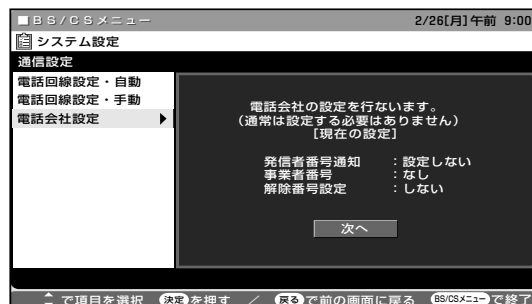 ■BS/CSメニュー 2/26[月]午前 9:00
システム設定
通信設定
電話回線設定・自動
電話回線設定・手動
電話会社設定 ▶
電話会社の設定を行ないます。
(通常は設定する必要はありません)
[現在の設定]
発信者番号通知 :設定しない
事業者番号 :なし
解除番号設定 :しない
次へ
で項目を選択 決定を押す / 戻るで前の画面に戻る BS/CSメニューで終了